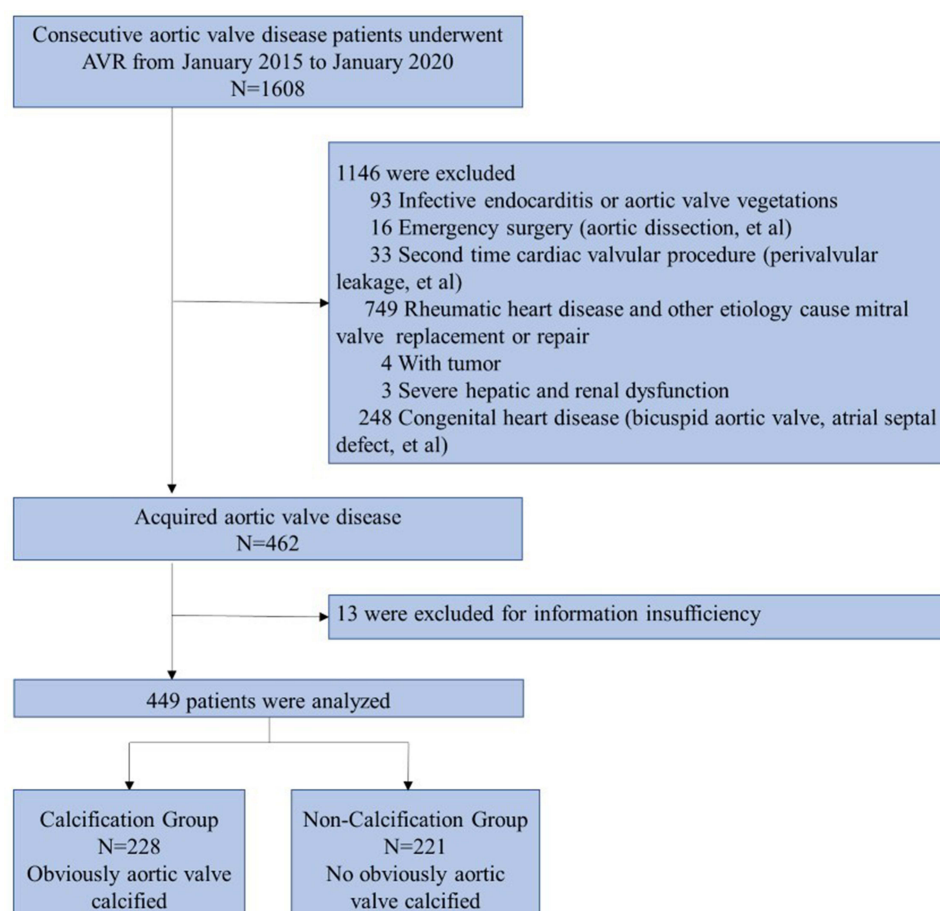 Consecutive aortic valve disease patients underwent
AVR from January 2015 to January 2020
N=1608
1146 were excluded
93 Infective endocarditis or aortic valve vegetations
16 Emergency surgery (aortic dissection, et al)
33 Second time cardiac valvular procedure (perivalvular
leakage, et al)
749 Rheumatic heart disease and other etiology cause mitral
valve replacement or repair
4 With tumor
3 Severe hepatic and renal dysfunction
248 Congenital heart disease (bicuspid aortic valve, atrial septal
defect, et al)
Acquired aortic valve disease
N=462
13 were excluded for information insufficiency
449 patients were analyzed
Calcification Group
N=228
Obviously aortic valve
calcified
Non-Calcification Group
N=221
No obviously aortic
valve calcified